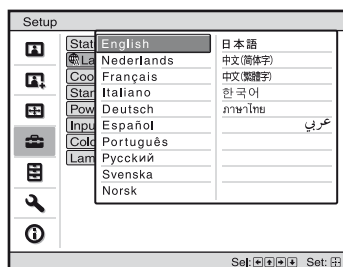 Setup
Stat
La
Coo
Star
Pow
Inpu
Colo
Lam
English
Nederlands
Français
Italiano
Deutsch
Español
Português
Русский
Svenska
Norsk
日本語
中文(简体字)
中文(繁體字)
한국어
ภาษาไทย
عربي
Sel: Set: